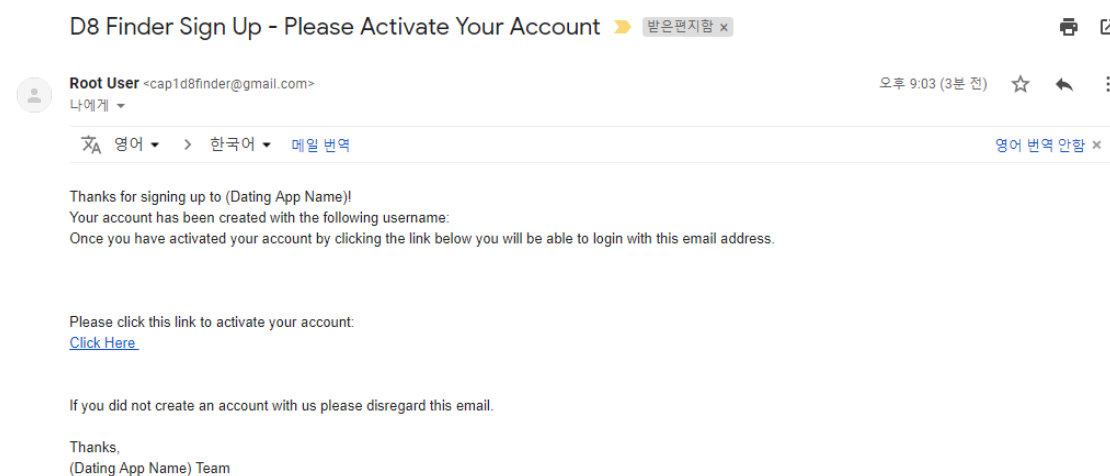 D8 Finder Sign Up - Please Activate Your Account 받은편지함 ×
Root User <cap1d8finder@gmail.com> 오후 9:03 (3분 전)
나에게
영어 > 한국어 메일 번역 영어 번역 안함 ×
Thanks for signing up to (Dating App Name)!
Your account has been created with the following username:
Once you have activated your account by clicking the link below you will be able to login with this email address.
Please click this link to activate your account:
Click Here
If you did not create an account with us please disregard this email.
Thanks,
(Dating App Name) Team